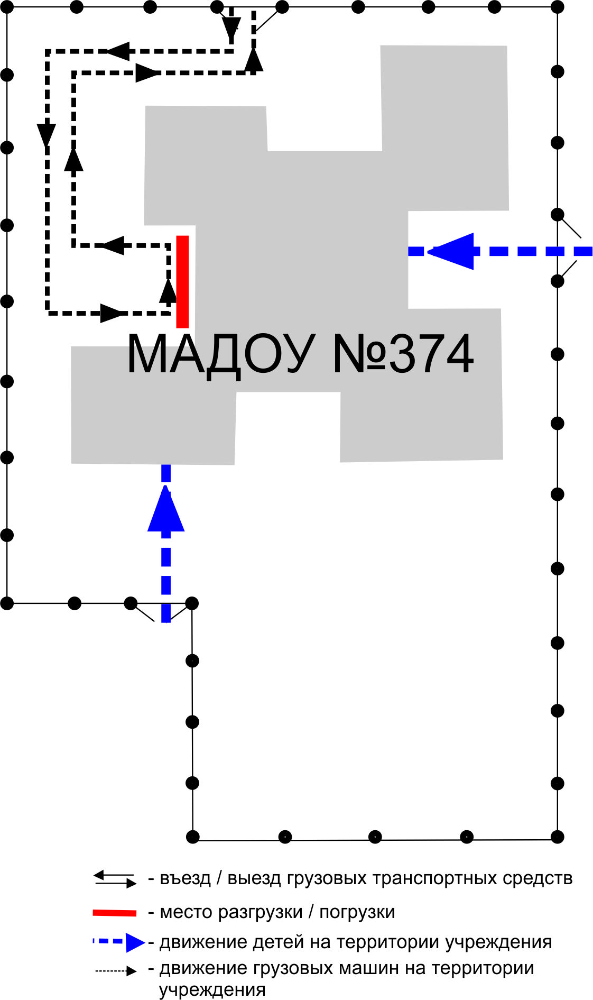 МАДОУ №374
- въезд / выезд грузовых транспортных средств
- место разгрузки / погрузки
- движение детей на территории учреждения
- движение грузовых машин на территории
учреждения